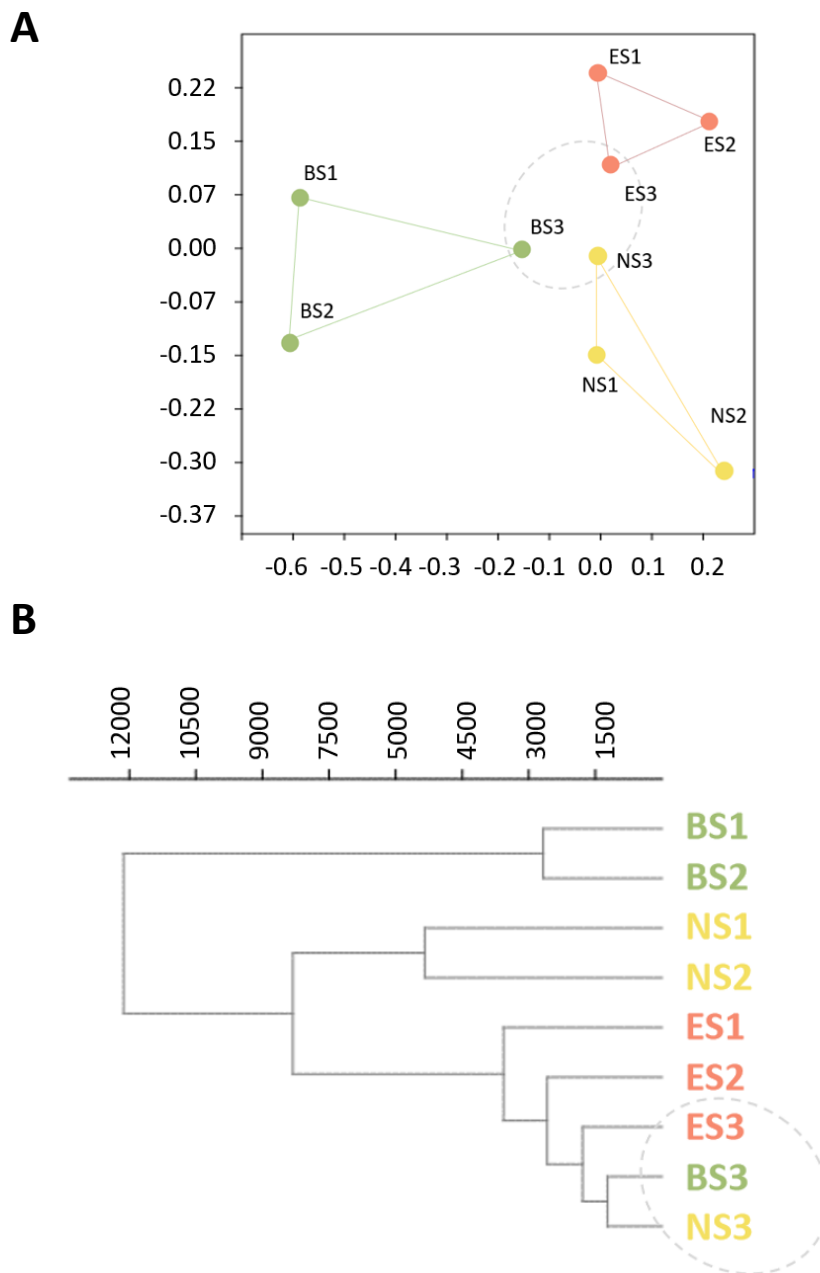 A
0.22
0.15
0.07
0.00
-0.07
-0.15
-0.22
-0.30
-0.37
ES1
ES2
ES3
BS1
BS3
NS3
BS2
NS1
NS2
-0.6 -0.5 -0.4 -0.3 -0.2 -0.1 0.0 0.1 0.2
B
12000 10500 9000 7500 5000 4500 3000 1500
BS1
BS2
NS1
NS2
ES1
ES2
ES3
BS3
NS3